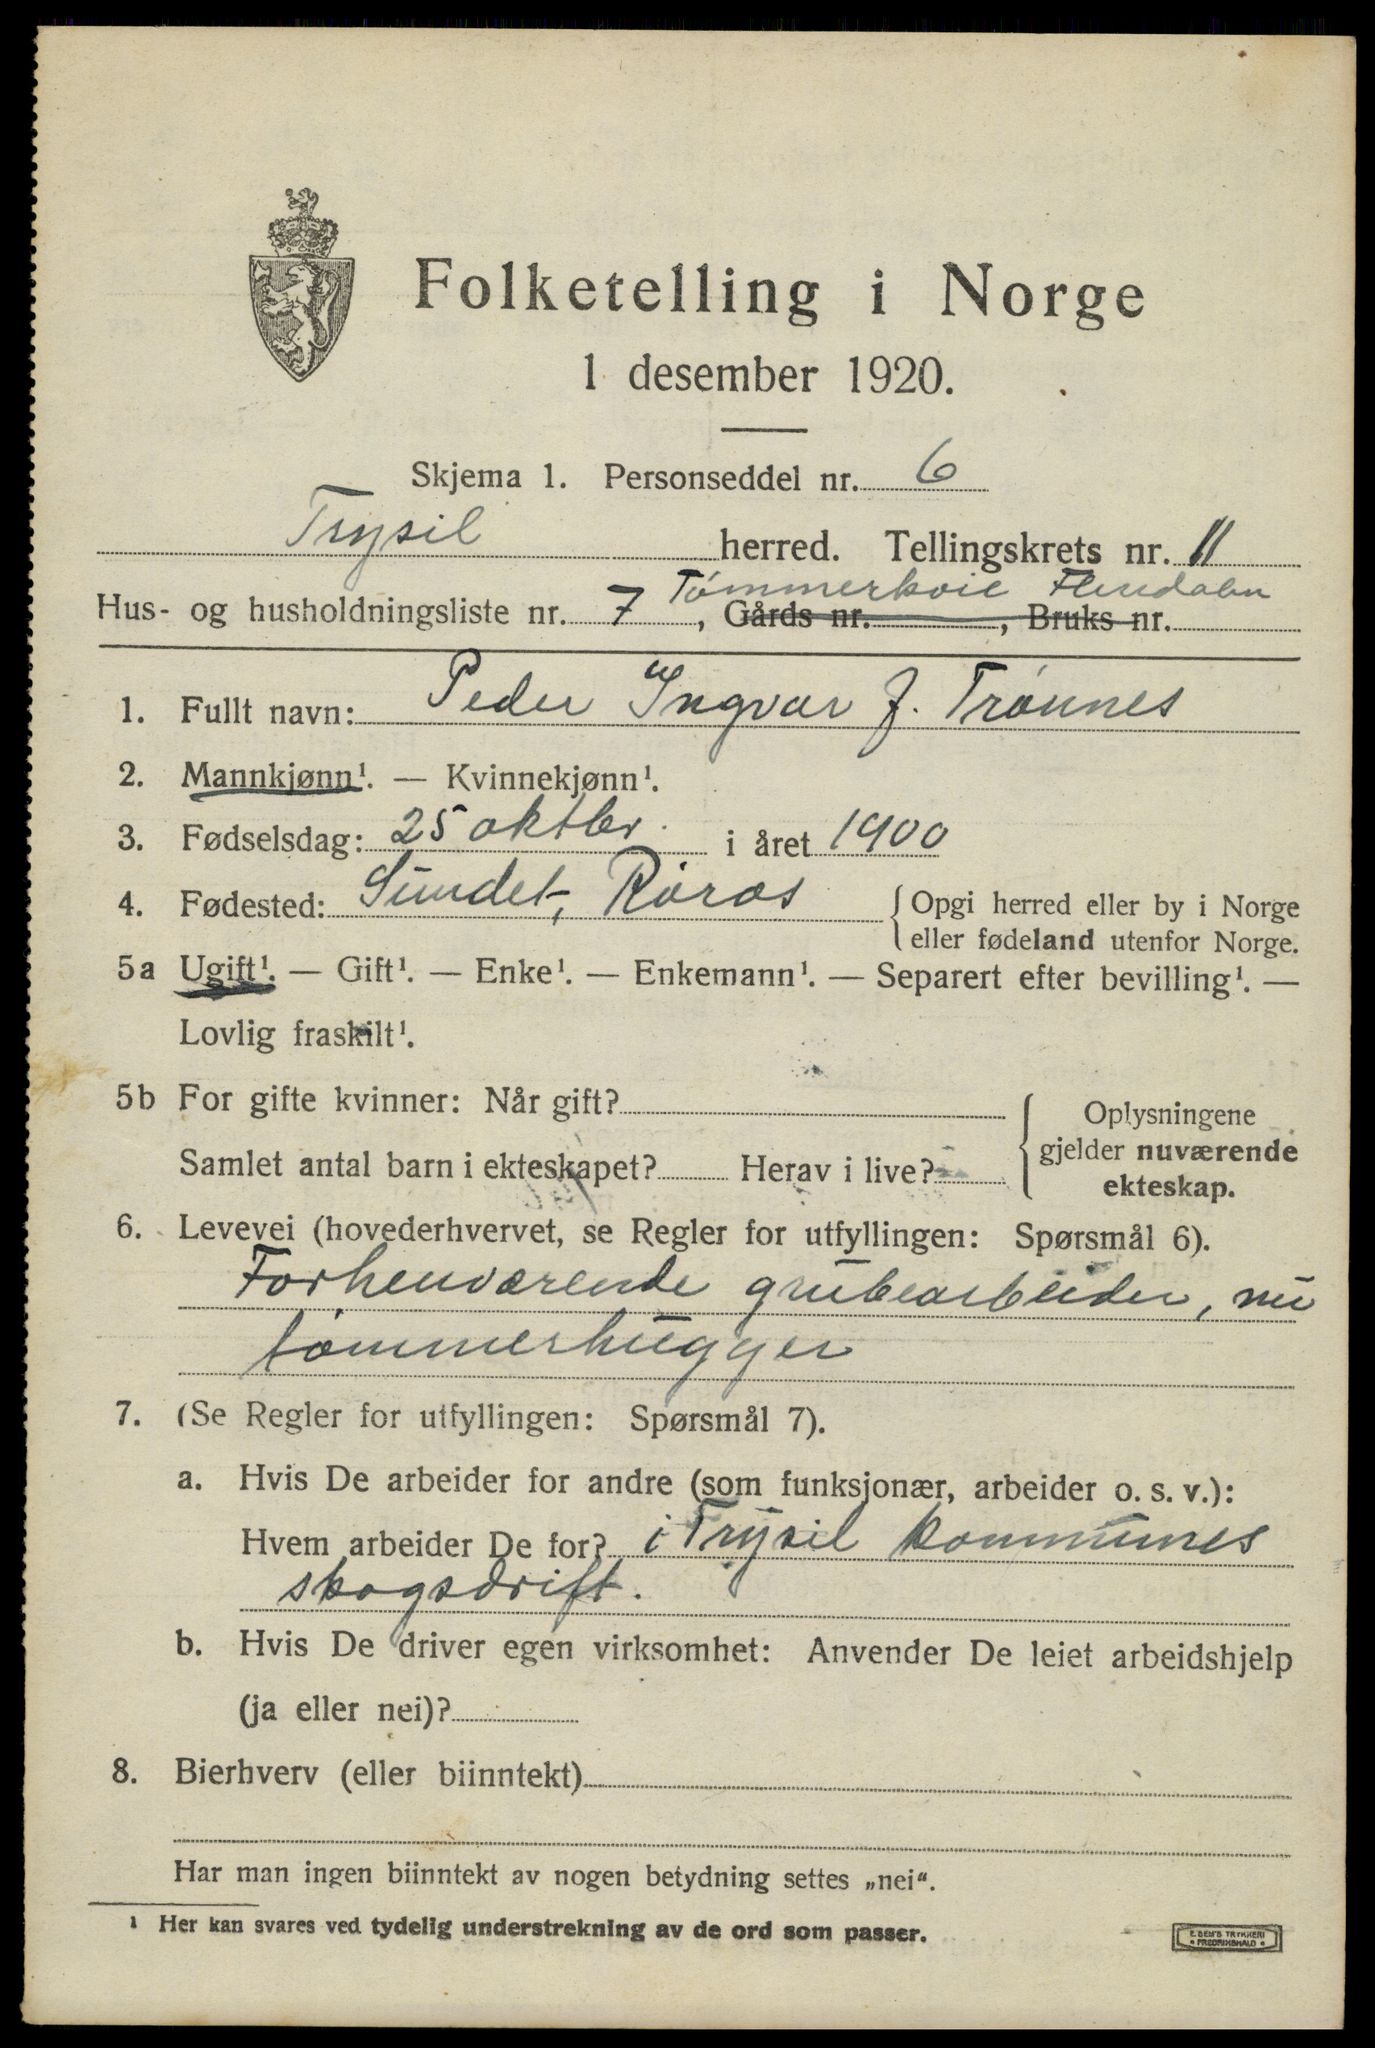 Folketelling i Norge
1 desember 1920.
Skjema 1. Personseddel nr. 6
Trysil herred. Tellingskrets nr. 11
Tømmerkoie Flendalen
Hus- og husholdningsliste nr. 7, Gårds nr. , Bruks nr.
1. Fullt navn: Peder Ingvar J. Trønnes
2. Mannkjønn¹. — Kvinnekjønn¹.
3. Fødselsdag: 25 oktbr. i året 1900
4. Fødested: Sundet, Röros { Opgi herred eller by i Norge
eller fødeland utenfor Norge.
5a Ugift¹. — Gift¹. — Enke¹. — Enkemann¹. — Separert efter bevilling¹. —
Lovlig fraskilt¹.
5b For gifte kvinner: Når gift?
Samlet antal barn i ekteskapet? Herav i live?
Oplysningene
gjelder nuværende
ekteskap.
6. Levevei (hovederhvervet, se Regler for utfyllingen: Spørsmål 6).
Forhenværende grubearbeider, nu
tømmerhugger
7. (Se Regler for utfyllingen: Spørsmål 7).
a. Hvis De arbeider for andre (som funksjonær, arbeider o. s. v.):
Hvem arbeider De for? i Trysil kommunes
skogsdrift.
b. Hvis De driver egen virksomhet: Anvender De leiet arbeidshjelp
(ja eller nei)?
8. Bierhverv (eller biinntekt)
Har man ingen biinntekt av nogen betydning settes „nei“.
¹ Her kan svares ved tydelig understrekning av de ord som passer.
E. SEM'S TRYKKERI
• FREDRIKSHALD •